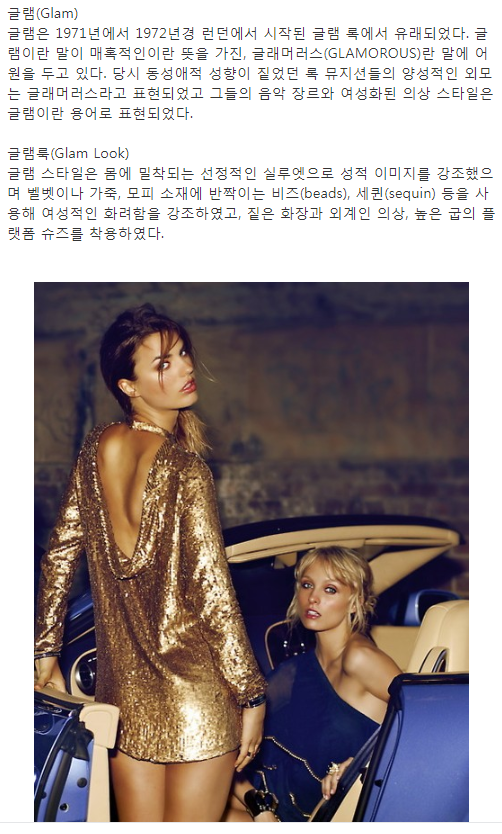 글램(Glam)
글램은 1971년에서 1972년경 런던에서 시작된 글램 록에서 유래되었다. 글
램이란 말이 매혹적인이란 뜻을 가진, 글래머러스(GLAMOROUS)란 말에 어
원을 두고 있다. 당시 동성애적 성향이 짙었던 록 뮤지션들의 양성적인 외모
는 글래머러스라고 표현되었고 그들의 음악 장르와 여성화된 의상 스타일은
글램이란 용어로 표현되었다.
글램룩(Glam Look)
글램 스타일은 몸에 밀착되는 선정적인 실루엣으로 성적 이미지를 강조했으
며 벨벳이나 가죽, 모피 소재에 반짝이는 비즈(beads), 세퀸(sequin) 등을 사
용해 여성적인 화려함을 강조하였고, 짙은 화장과 외계인 의상, 높은 굽의 플
랫폼 슈즈를 착용하였다.